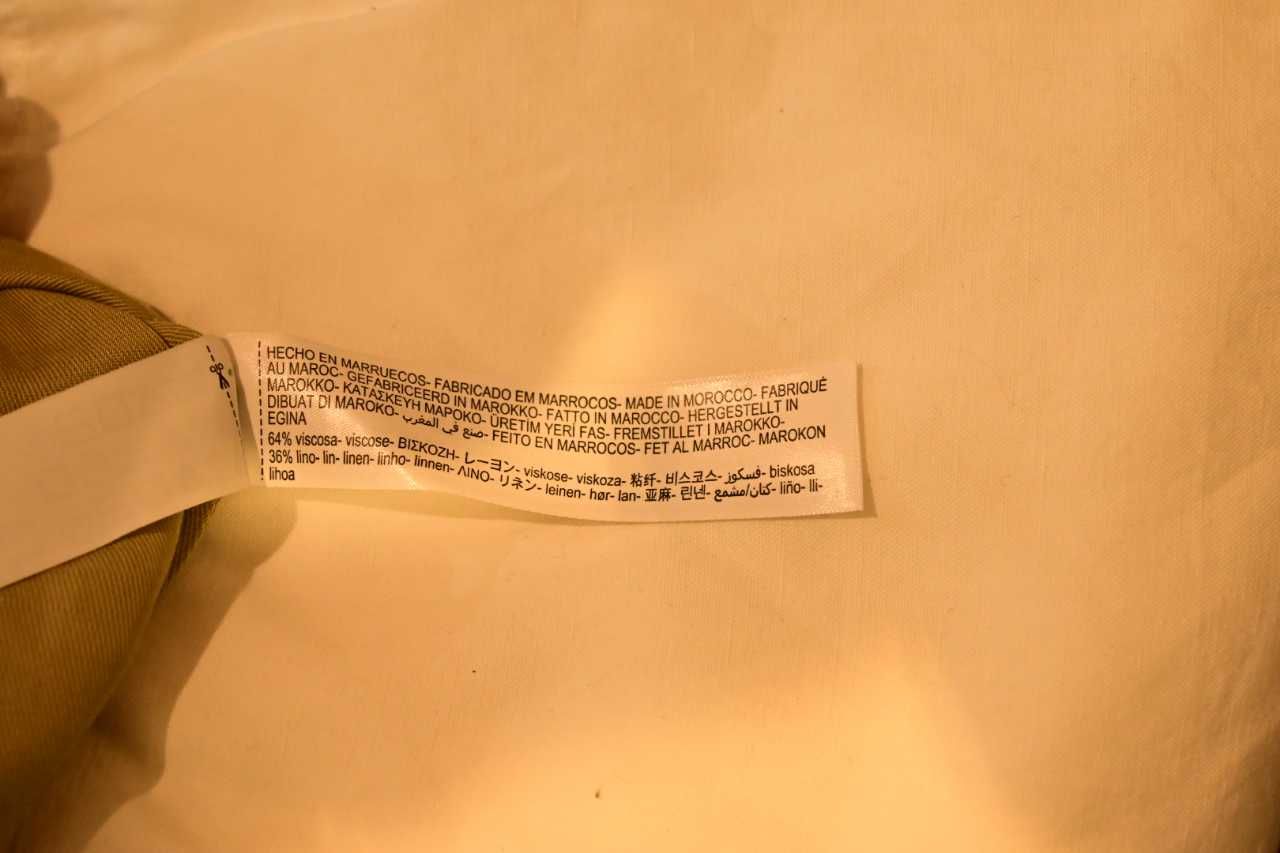 HECHO EN MARRUECOS- FABRICADO EM MARROCOS- MADE IN MOROCCO- FABRIQUÉ
AU MAROC- GEFABRICEERD IN MAROKKO- FATTO IN MAROCCO- HERGESTELLT IN
MAROKKO- ΚΑΤΑΣΚΕΥΗ ΜΑΡΟΚΟ- ÜRETİM YERİ FAS- FREMSTILLET I MAROKKO-
DIBUAT DI MAROKO- صنع في المغرب- FEITO EN MARROCOS- FET AL MARROC- MAROKON
EGINA
64% viscosa- viscose- ΒΙΣΚΟΖΗ- レーヨン- viskose- viskoza- 粘纤- 비스코스- فسكوز- biskosa
36% lino- lin- linen- linho- linnen- ΛΙΝΟ- リネン- leinen- hør- lan- 亚麻- 린넨- كتان/مشمع- liño- lli-
lihoa